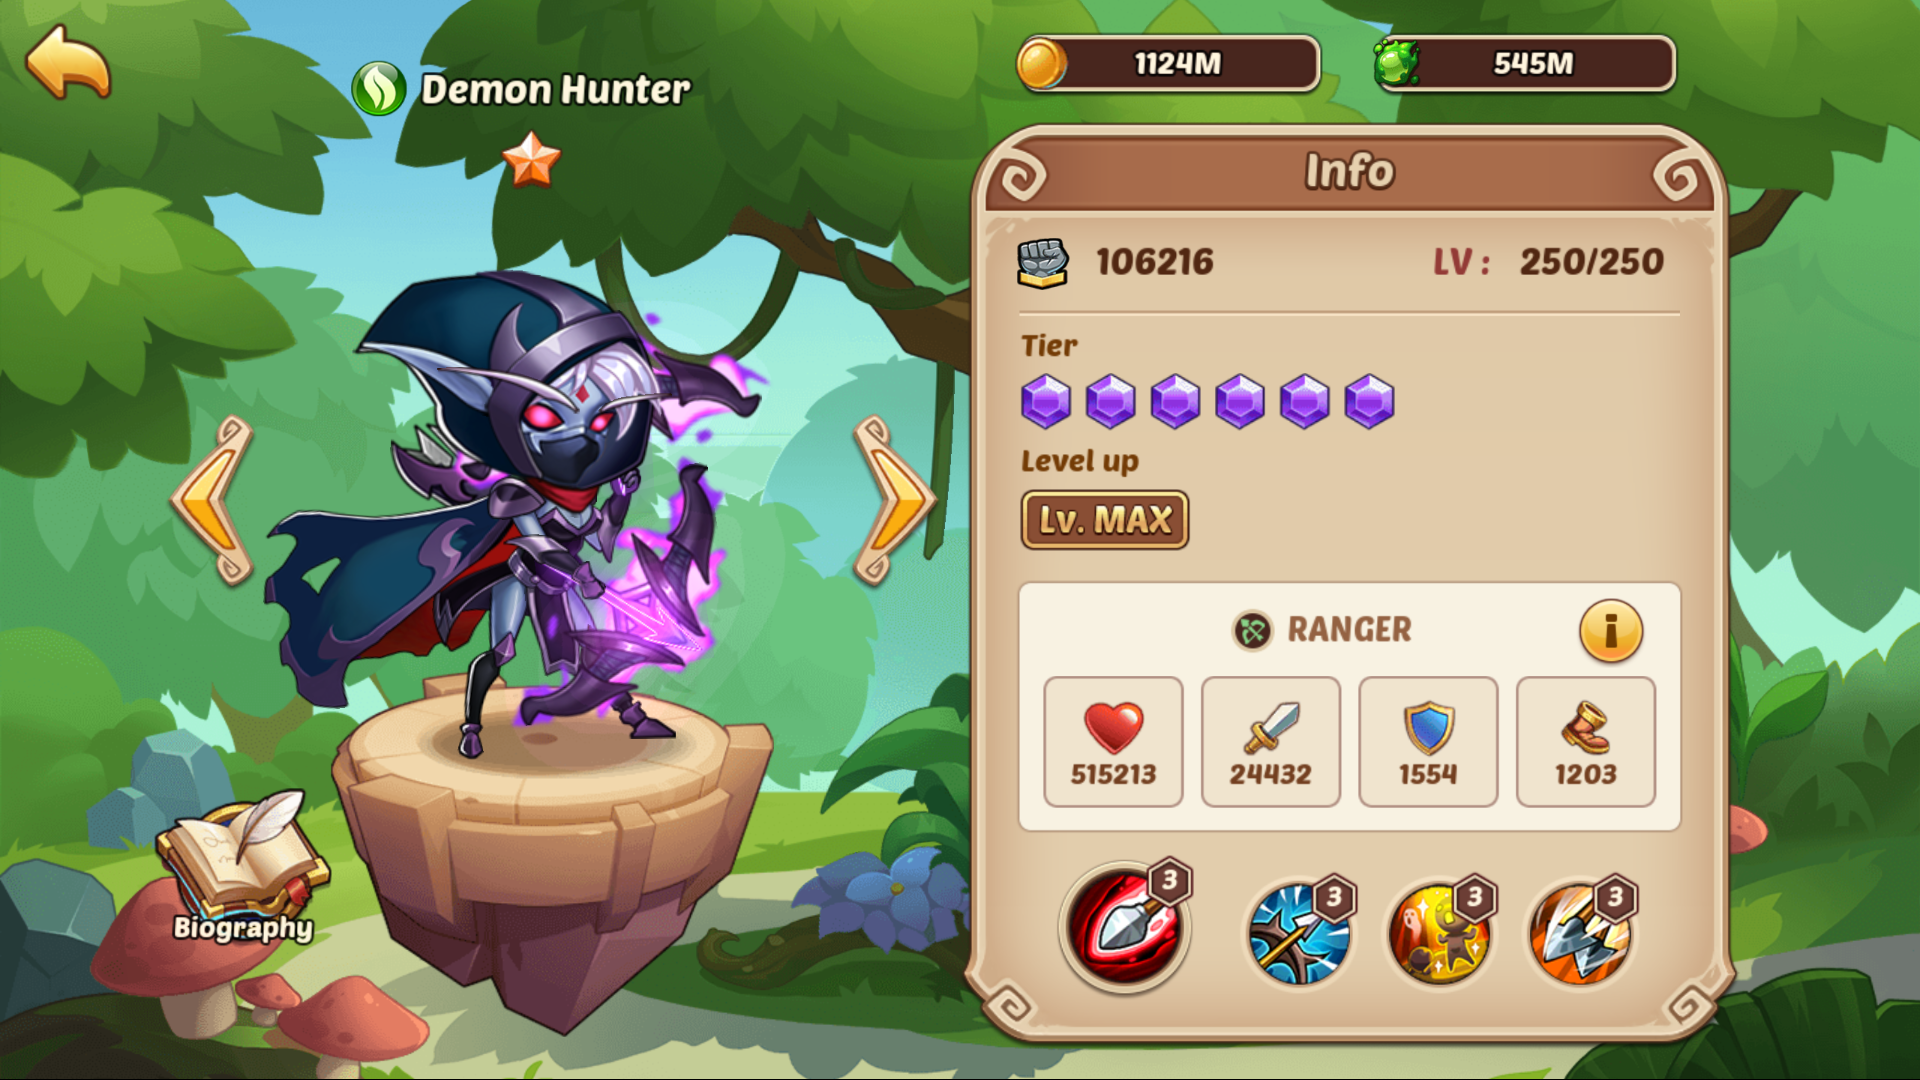 Demon Hunter
1124M
545M
Info
106216
LV : 250/250
Tier
Level up
Lv. MAX
RANGER
515213
24432
1554
1203
3
3
3
3
Biography